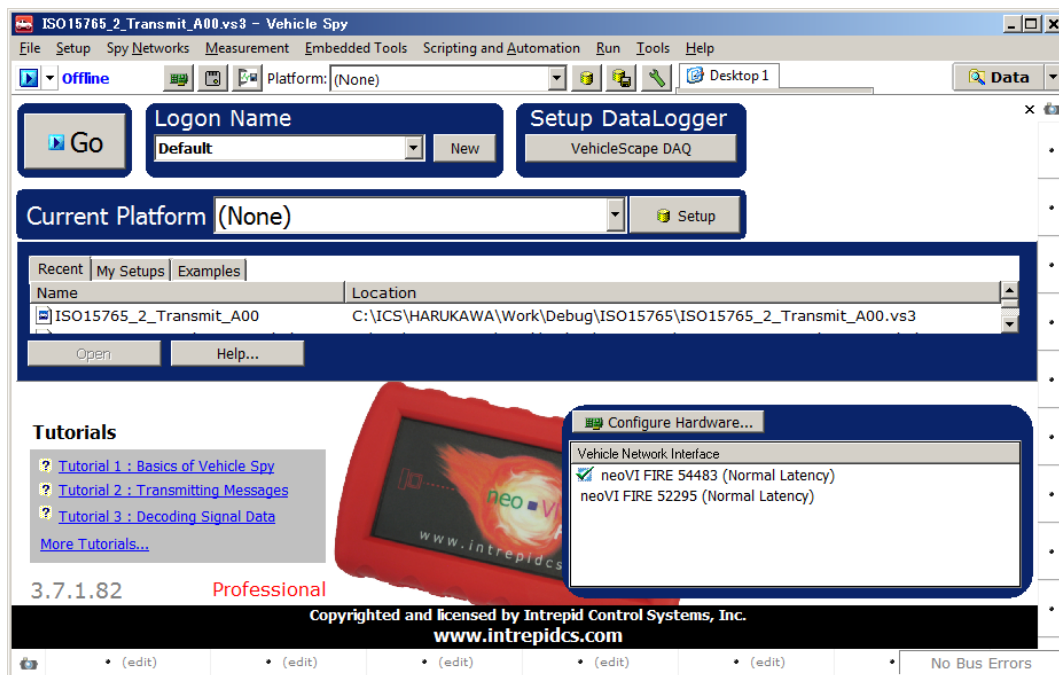 ISO15765_2_Transmit_A00.vs3 – Vehicle Spy
File Setup Spy Networks Measurement Embedded Tools Scripting and Automation Run Tools Help
Offline Platform: (None) Desktop 1 Data
Go
Logon Name
Default New
Setup DataLogger
VehicleScape DAQ
Current Platform (None) Setup
Recent My Setups Examples
Name Location
ISO15765_2_Transmit_A00 C:\ICS\HARUKAWA\Work\Debug\ISO15765\ISO15765_2_Transmit_A00.vs3
Open Help...
Tutorials
Tutorial 1 : Basics of Vehicle Spy
Tutorial 2 : Transmitting Messages
Tutorial 3 : Decoding Signal Data
More Tutorials...
3.7.1.82 Professional
neo VI
www.intrepidcs
Configure Hardware...
Vehicle Network Interface
neoVI FIRE 54483 (Normal Latency)
neoVI FIRE 52295 (Normal Latency)
Copyrighted and licensed by Intrepid Control Systems, Inc.
www.intrepidcs.com
(edit) (edit) (edit) (edit) (edit) No Bus Errors